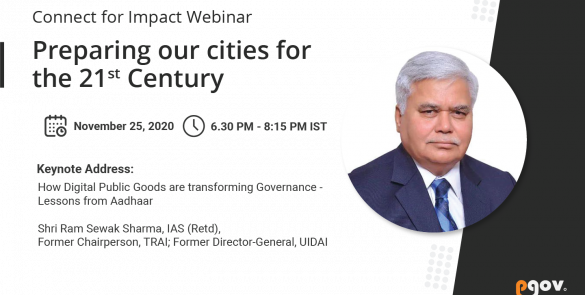 Connect for Impact Webinar
Preparing our cities for
the 21st Century
November 25, 2020 6.30 PM - 8:15 PM IST
Keynote Address:
How Digital Public Goods are transforming Governance -
Lessons from Aadhaar
Shri Ram Sewak Sharma, IAS (Retd),
Former Chairperson, TRAI; Former Director-General, UIDAI
pgov.